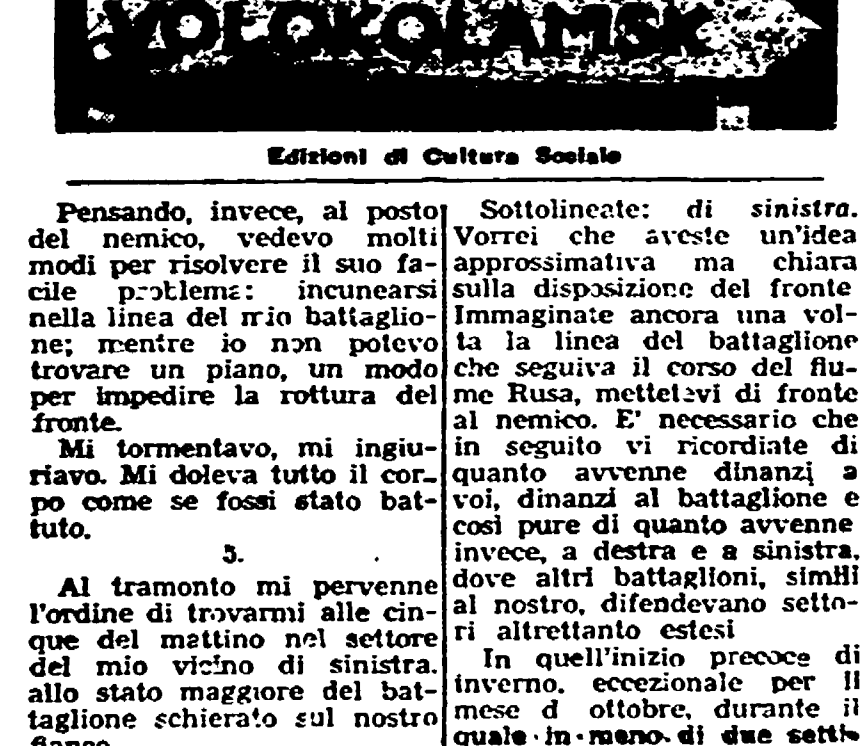 VOLOKOLAMSK
Edizioni di Cultura Sociale
Pensando, invece, al posto
del nemico, vedevo molti
modi per risolvere il suo fa-
cile problema: incunearsi
nella linea del mio battaglio-
ne; mentre io non potevo
trovare un piano, un modo
per impedire la rottura del
fronte.
Mi tormentavo, mi ingiu-
riavo. Mi doleva tutto il cor-
po come se fossi stato bat-
tuto.
5.
Al tramonto mi pervenne
l'ordine di trovarmi alle cin-
que del mattino nel settore
del mio vicino di sinistra,
allo stato maggiore del bat-
taglione schierato sul nostro
fianco.
Sottolineate: di sinistra.
Vorrei che aveste un'idea
approssimativa ma chiara
sulla disposizione del fronte
Immaginate ancora una vol-
ta la linea del battaglione
che seguiva il corso del fiu-
me Rusa, mettetevi di fronte
al nemico. E' necessario che
in seguito vi ricordiate di
quanto avvenne dinanzi a
voi, dinanzi al battaglione e
così pure di quanto avvenne
invece, a destra e a sinistra,
dove altri battaglioni, simili
al nostro, difendevano setto-
ri altrettanto estesi
In quell'inizio precoce di
inverno, eccezionale per il
mese d ottobre, durante il
quale in meno di due setti-